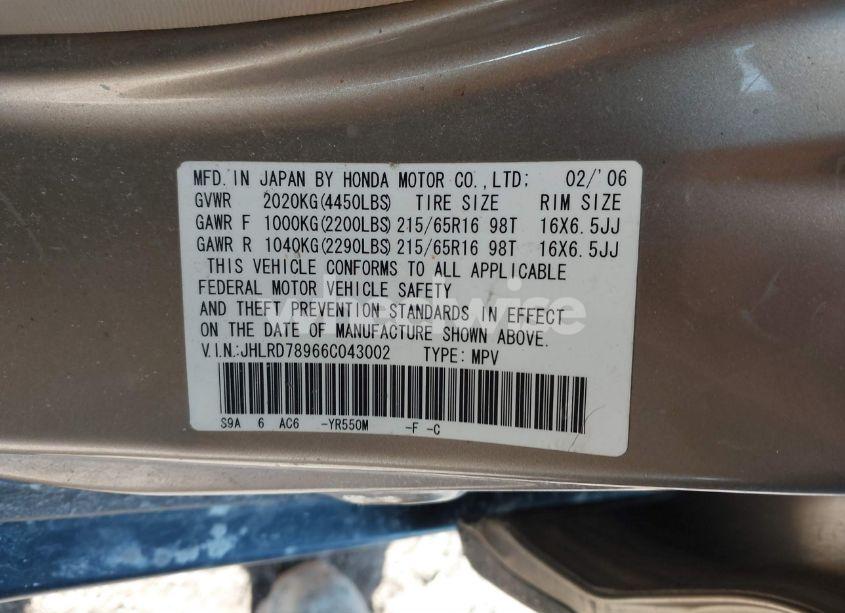 MFD. IN JAPAN BY HONDA MOTOR CO.,LTD; 02/'06
GVWR 2020KG(4450LBS) TIRE SIZE RIM SIZE
GAWR F 1000KG(2200LBS) 215/65R16 98T 16X6.5JJ
GAWR R 1040KG(2290LBS) 215/65R16 98T 16X6.5JJ
THIS VEHICLE CONFORMS TO ALL APPLICABLE
FEDERAL MOTOR VEHICLE SAFETY
AND THEFT PREVENTION STANDARDS IN EFFECT
ON THE DATE OF MANUFACTURE SHOWN ABOVE.
V.I.N.:JHLRD78966C043002 TYPE: MPV
S9A 6 AC6 -YR550M -F -C
wheelwise